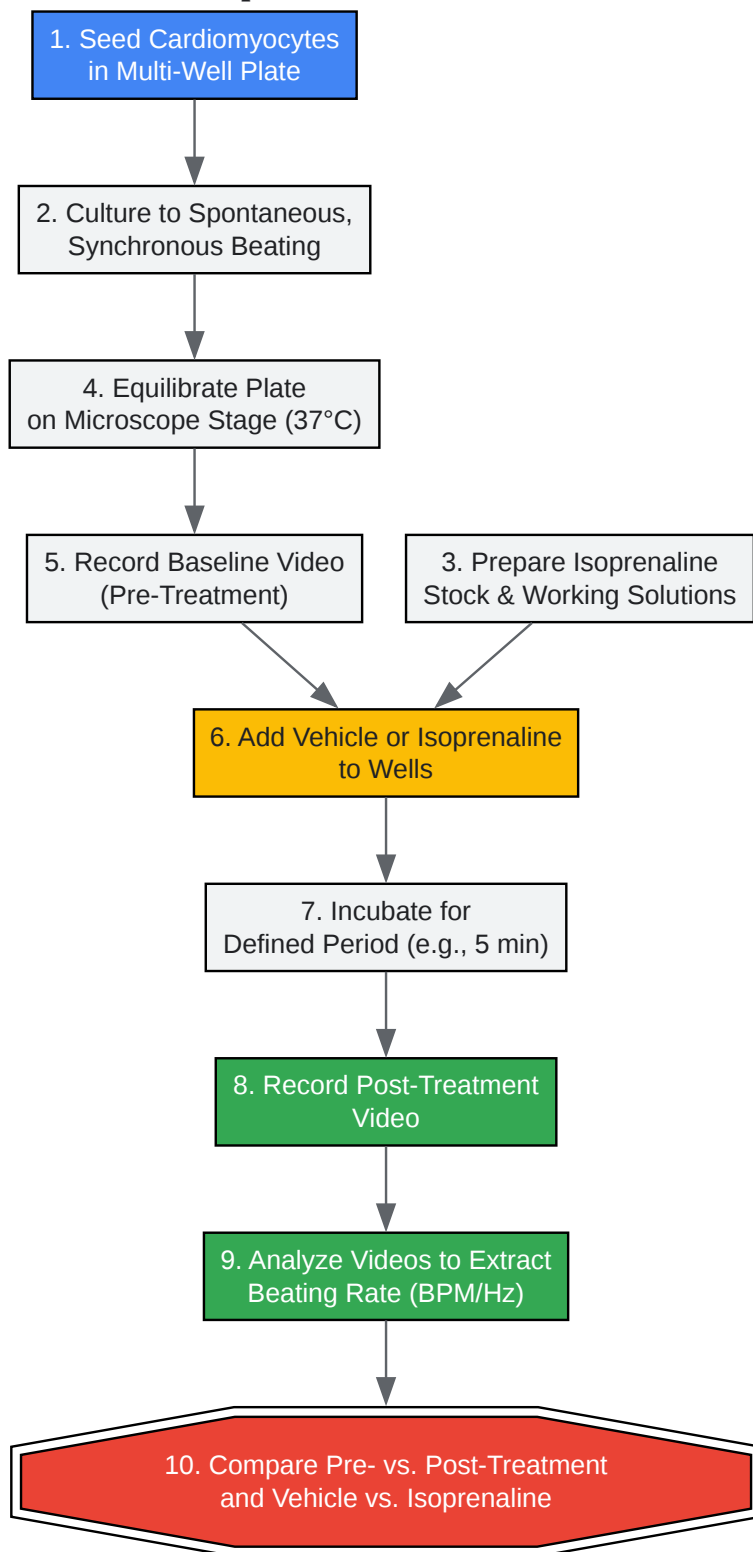 1. Seed Cardiomyocytes
in Multi-Well Plate
2. Culture to Spontaneous,
Synchronous Beating
4. Equilibrate Plate
on Microscope Stage (37°C)
5. Record Baseline Video
(Pre-Treatment)
3. Prepare Isoprenaline
Stock & Working Solutions
6. Add Vehicle or Isoprenaline
to Wells
7. Incubate for
Defined Period (e.g., 5 min)
8. Record Post-Treatment
Video
9. Analyze Videos to Extract
Beating Rate (BPM/Hz)
10. Compare Pre- vs. Post-Treatment
and Vehicle vs. Isoprenaline